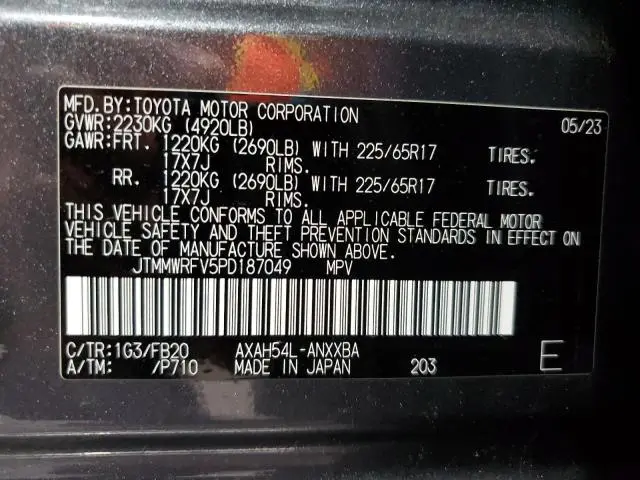 MFD.BY:TOYOTA MOTOR CORPORATION 05/23
GVWR:2230KG (4920LB)
GAWR:FRT. 1220KG (2690LB) WITH 225/65R17 TIRES.
17X7J RIMS.
RR. 1220KG (2690LB) WITH 225/65R17 TIRES.
17X7J RIMS.
THIS VEHICLE CONFORMS TO ALL APPLICABLE FEDERAL MOTOR
VEHICLE SAFETY AND THEFT PREVENTION STANDARDS IN EFFECT ON
THE DATE OF MANUFACTURE SHOWN ABOVE.
JTMMWRFV5PD187049 MPV
C/TR:1G3/FB20 AXAH54L-ANXXBA
A/TM: /P710 MADE IN JAPAN 203 E